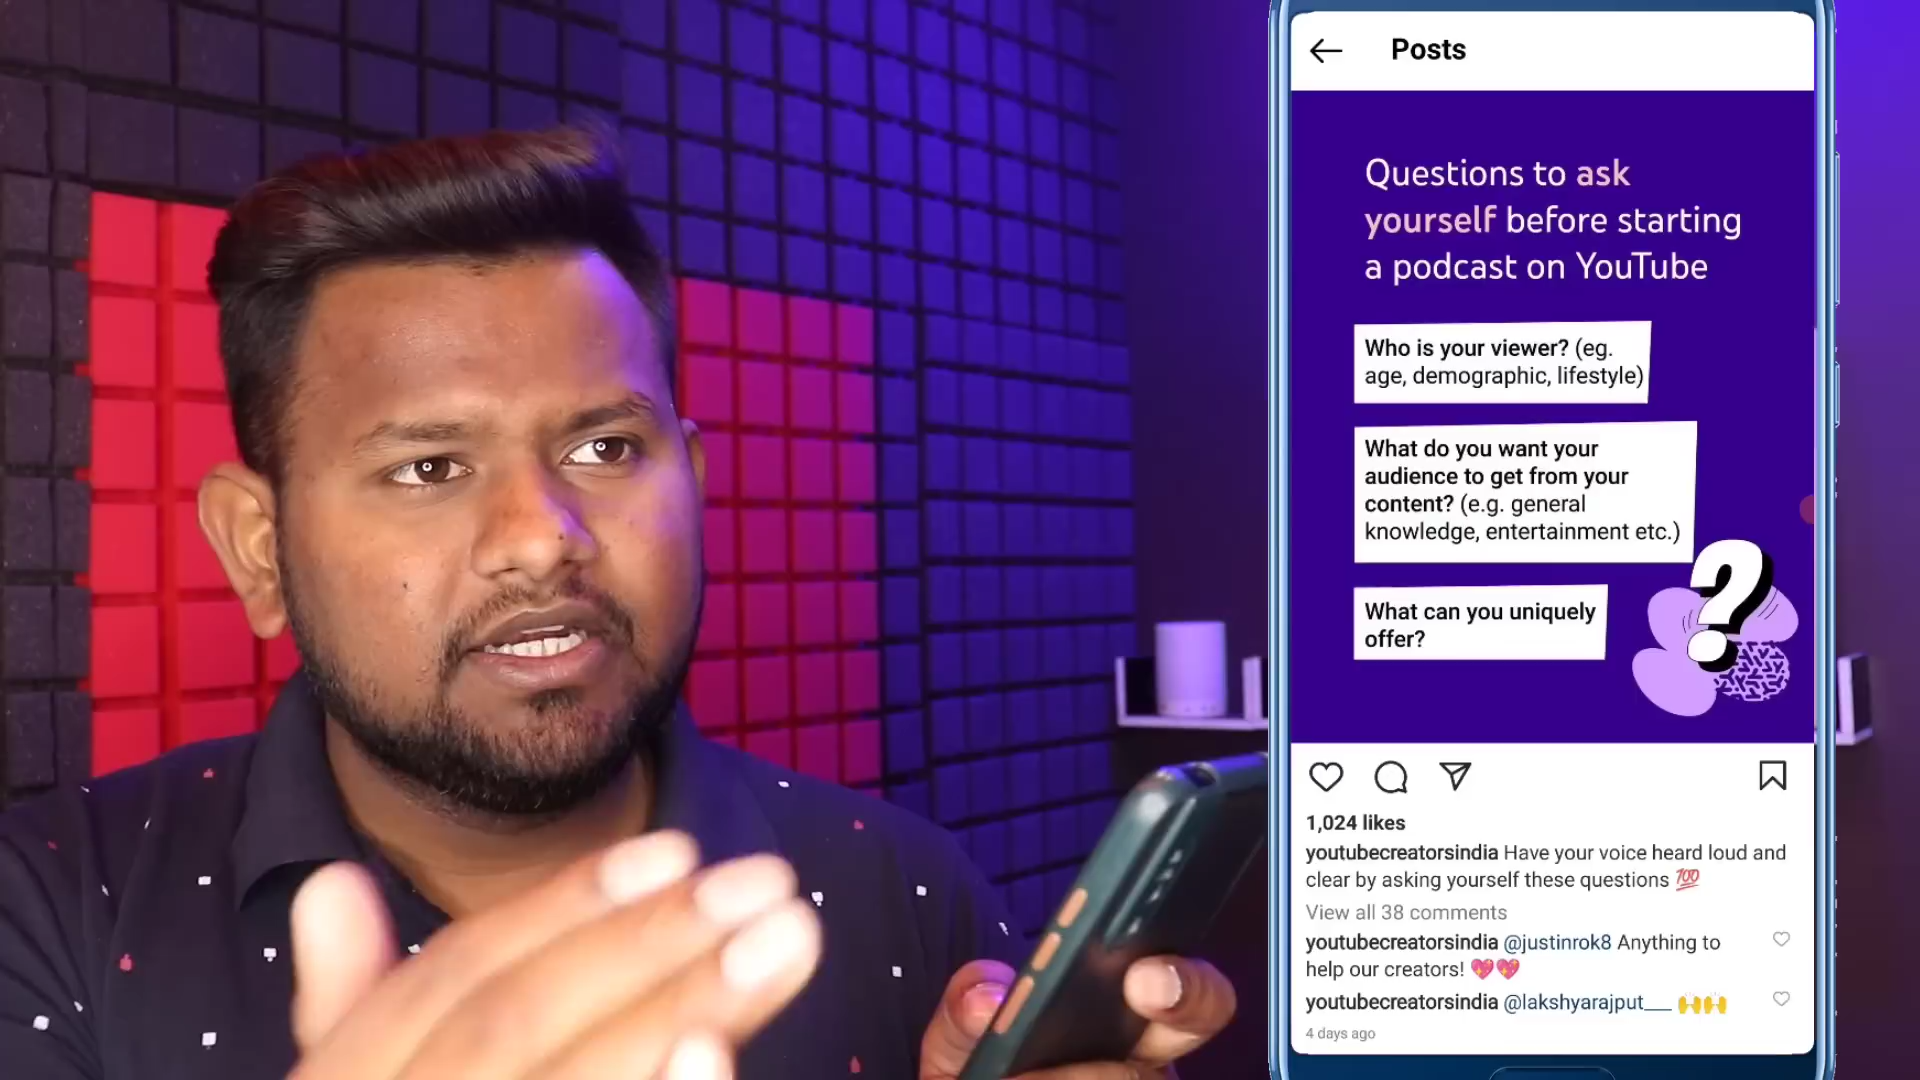 Posts
Questions to ask
yourself before starting
a podcast on YouTube
Who is your viewer? (eg.
age, demographic, lifestyle)
What do you want your
audience to get from your
content? (e.g. general
knowledge, entertainment etc.)
What can you uniquely
offer?
?
1,024 likes
youtubecreatorsindia Have your voice heard loud and
clear by asking yourself these questions 💯
View all 38 comments
youtubecreatorsindia @justinrok8 Anything to
help our creators! 💖💖
youtubecreatorsindia @lakshyarajput__ 🙌🙌
4 days ago